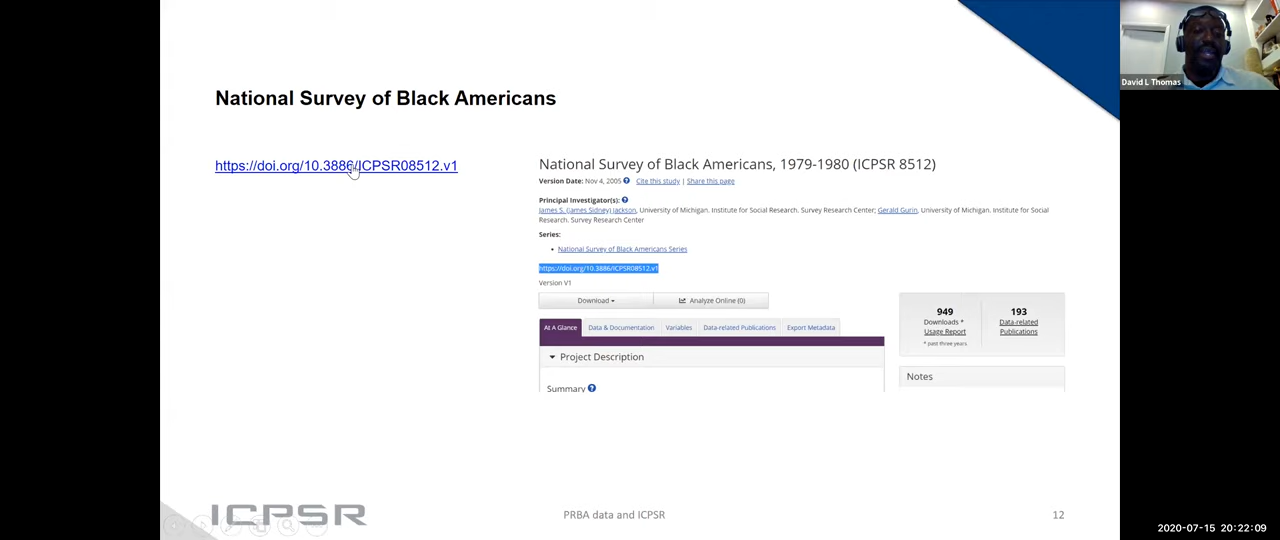 National Survey of Black Americans
https://doi.org/10.3886/ICPSR08512.v1
National Survey of Black Americans, 1979-1980 (ICPSR 8512)
Version Date: Nov 4, 2005 Cite this study | Share this page
Principal Investigator(s):
James S. (James Sidney) Jackson, University of Michigan. Institute for Social Research. Survey Research Center; Gerald Gurin, University of Michigan. Institute for Social
Research. Survey Research Center
Series:
• National Survey of Black Americans Series
https://doi.org/10.3886/ICPSR08512.v1
Version V1
Download Analyze Online (0)
At A Glance Data & Documentation Variables Data-related Publications Export Metadata
Project Description
Summary
949
Downloads *
Usage Report
* past three years
193
Data-related
Publications
Notes
David L Thomas
ICPSR
PRBA data and ICPSR
12
2020-07-15 20:22:09